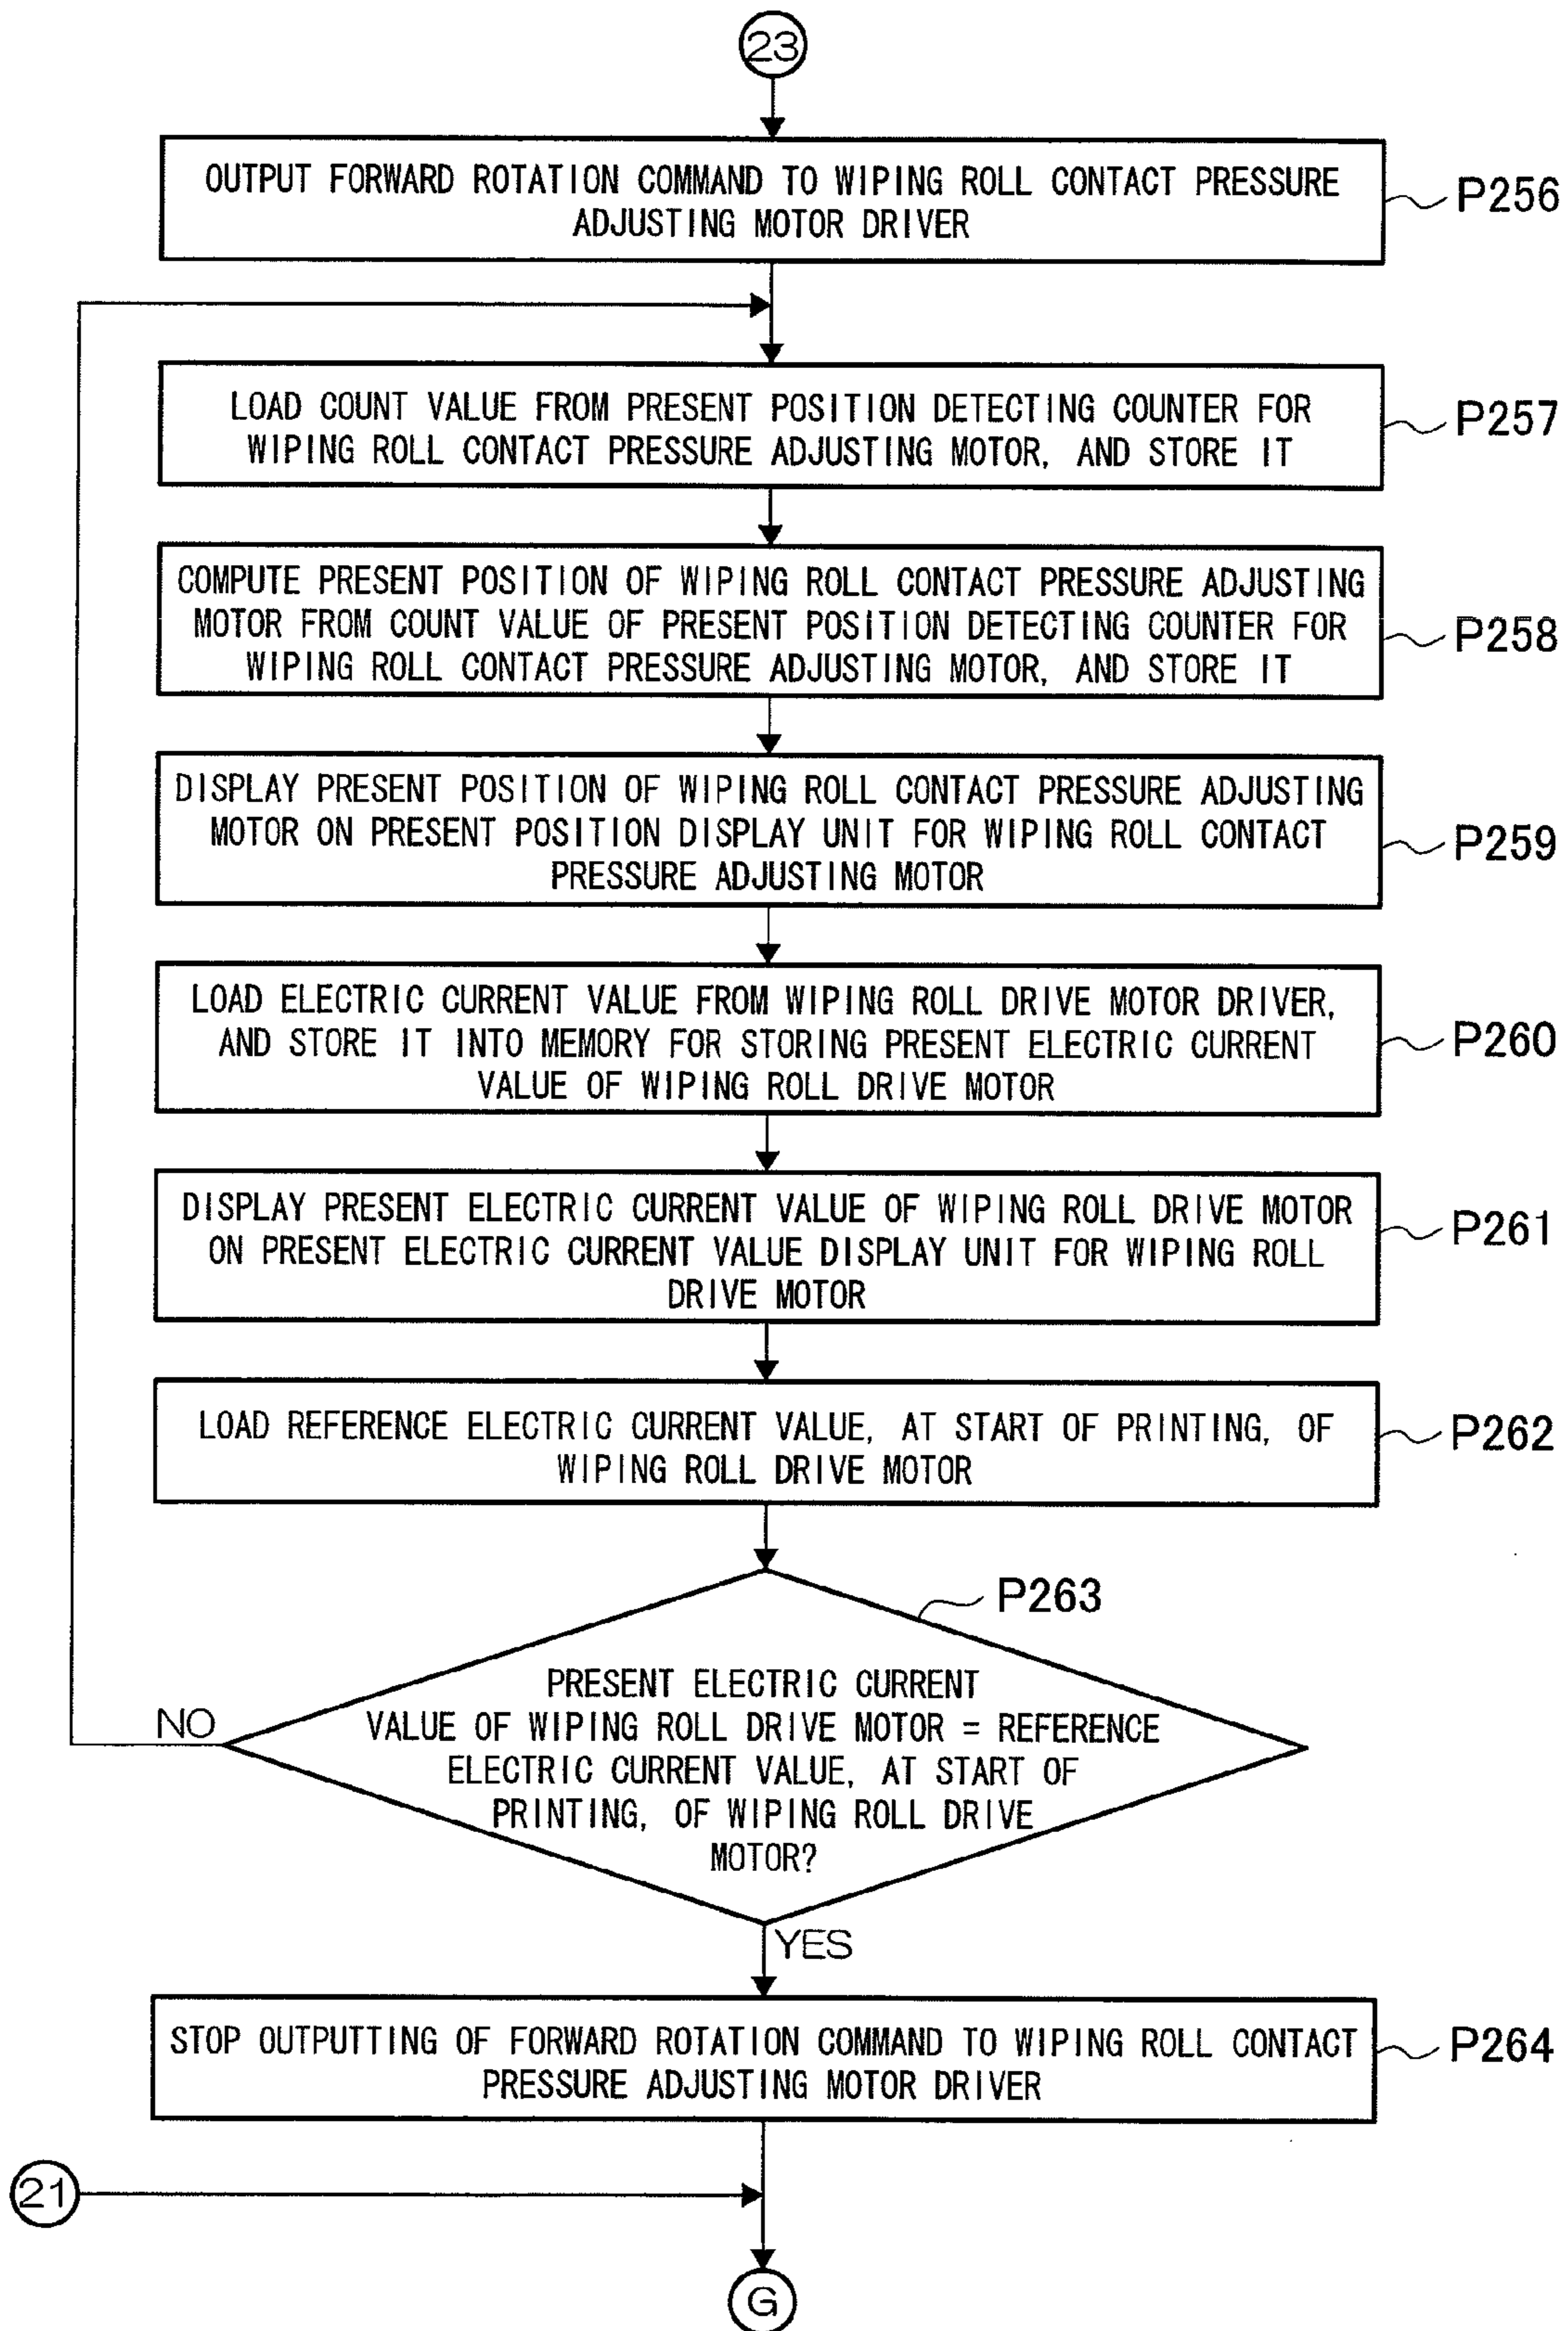 23
OUTPUT FORWARD ROTATION COMMAND TO WIPING ROLL CONTACT PRESSURE
ADJUSTING MOTOR DRIVER
P256
LOAD COUNT VALUE FROM PRESENT POSITION DETECTING COUNTER FOR
WIPING ROLL CONTACT PRESSURE ADJUSTING MOTOR, AND STORE IT
P257
COMPUTE PRESENT POSITION OF WIPING ROLL CONTACT PRESSURE ADJUSTING
MOTOR FROM COUNT VALUE OF PRESENT POSITION DETECTING COUNTER FOR
WIPING ROLL CONTACT PRESSURE ADJUSTING MOTOR, AND STORE IT
P258
DISPLAY PRESENT POSITION OF WIPING ROLL CONTACT PRESSURE ADJUSTING
MOTOR ON PRESENT POSITION DISPLAY UNIT FOR WIPING ROLL CONTACT
PRESSURE ADJUSTING MOTOR
P259
LOAD ELECTRIC CURRENT VALUE FROM WIPING ROLL DRIVE MOTOR DRIVER,
AND STORE IT INTO MEMORY FOR STORING PRESENT ELECTRIC CURRENT
VALUE OF WIPING ROLL DRIVE MOTOR
P260
DISPLAY PRESENT ELECTRIC CURRENT VALUE OF WIPING ROLL DRIVE MOTOR
ON PRESENT ELECTRIC CURRENT VALUE DISPLAY UNIT FOR WIPING ROLL
DRIVE MOTOR
P261
LOAD REFERENCE ELECTRIC CURRENT VALUE, AT START OF PRINTING, OF
WIPING ROLL DRIVE MOTOR
P262
P263
PRESENT ELECTRIC CURRENT
VALUE OF WIPING ROLL DRIVE MOTOR = REFERENCE
ELECTRIC CURRENT VALUE, AT START OF
PRINTING, OF WIPING ROLL DRIVE
MOTOR?
NO
YES
STOP OUTPUTTING OF FORWARD ROTATION COMMAND TO WIPING ROLL CONTACT
PRESSURE ADJUSTING MOTOR DRIVER
P264
21
G